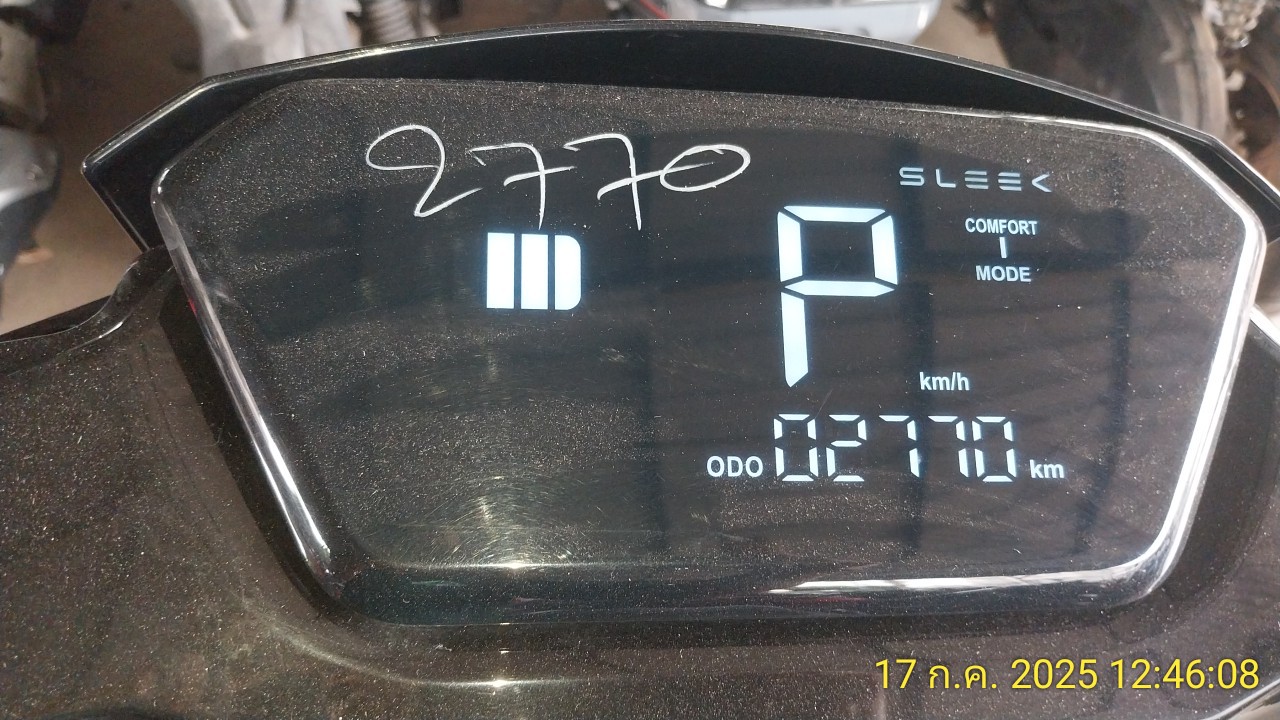 2770
SLEEK
P
COMFORT
MODE
km/h
ODO 02770 km
17 ก.ค. 2025 12:46:08